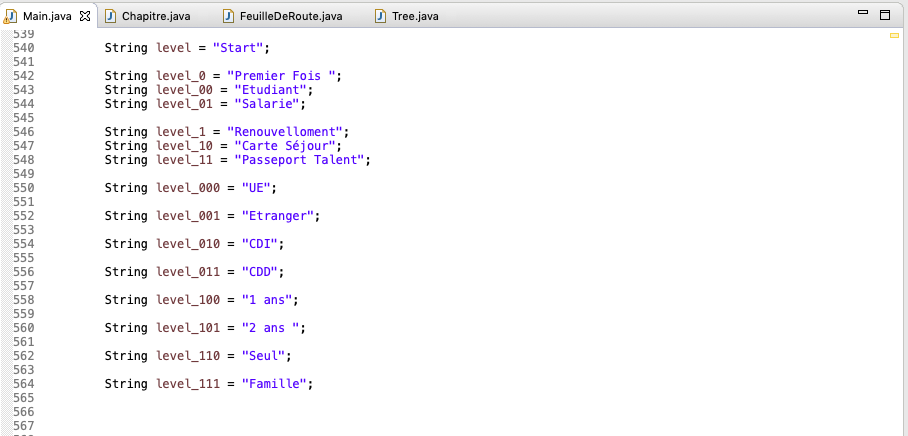 Main.java Chapitre.java FeuilleDeRoute.java Tree.java
539
540 String level = "Start";
541
542 String level_0 = "Premier Fois ";
543 String level_00 = "Etudiant";
544 String level_01 = "Salarie";
545
546 String level_1 = "Renouvelloment";
547 String level_10 = "Carte Séjour";
548 String level_11 = "Passeport Talent";
549
550 String level_000 = "UE";
551
552 String level_001 = "Etranger";
553
554 String level_010 = "CDI";
555
556 String level_011 = "CDD";
557
558 String level_100 = "1 ans";
559
560 String level_101 = "2 ans ";
561
562 String level_110 = "Seul";
563
564 String level_111 = "Famille";
565
566
567